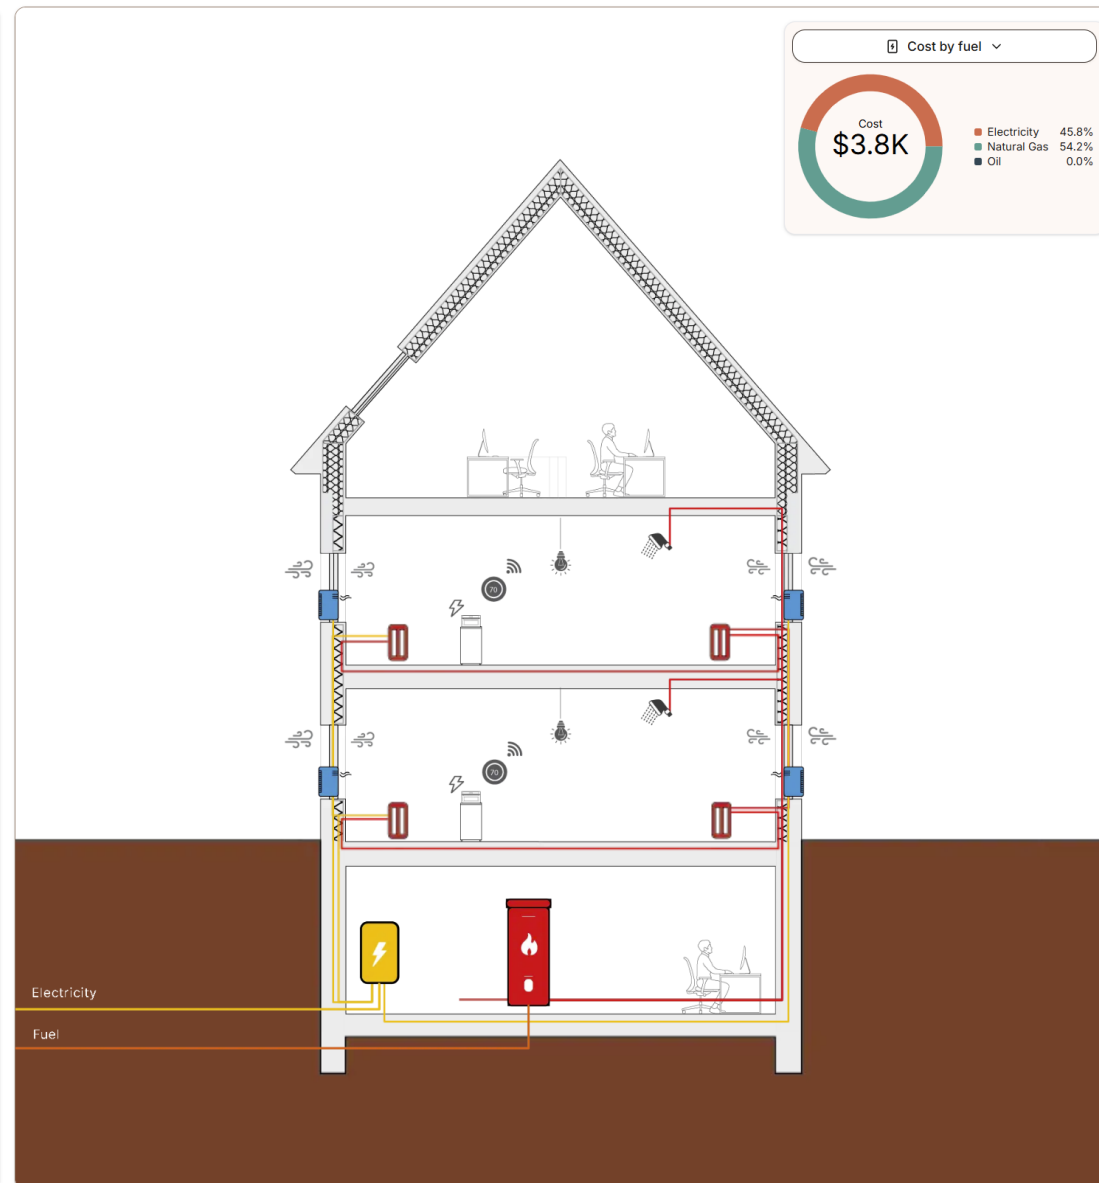 Cost by fuel
Cost
$3.8K
Electricity 45.8%
Natural Gas 54.2%
Oil 0.0%
70
70
Electricity
Fuel